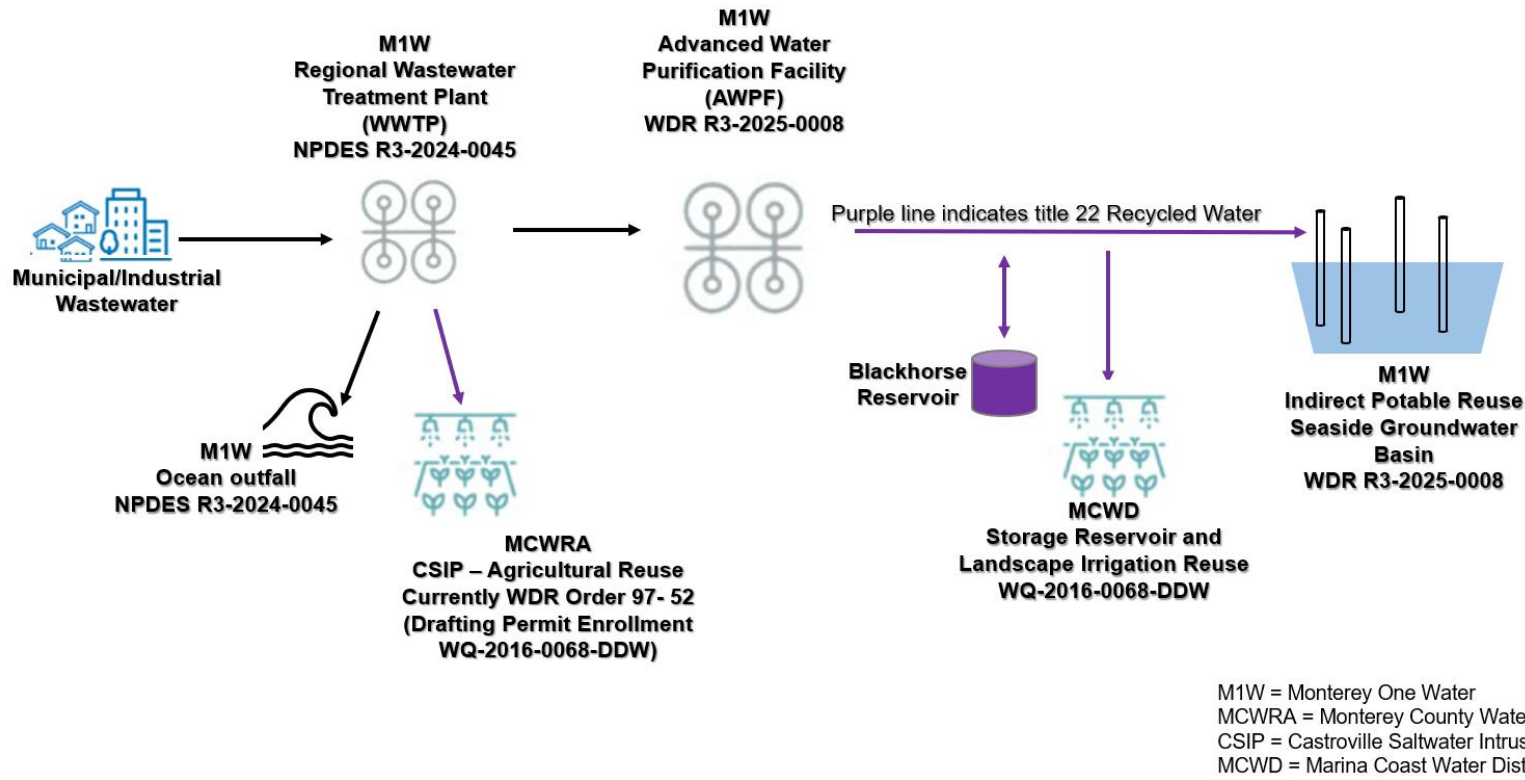 M1W
Regional Wastewater
Treatment Plant
(WWTP)
NPDES R3-2024-0045
M1W
Advanced Water
Purification Facility
(AWPF)
WDR R3-2025-0008
Municipal/Industrial
Wastewater
Purple line indicates title 22 Recycled Water
Blackhorse
Reservoir
M1W
Ocean outfall
NPDES R3-2024-0045
MCWRA
CSIP – Agricultural Reuse
Currently WDR Order 97- 52
(Drafting Permit Enrollment
WQ-2016-0068-DDW)
MCWD
Storage Reservoir and
Landscape Irrigation Reuse
WQ-2016-0068-DDW
M1W
Indirect Potable Reuse
Seaside Groundwater
Basin
WDR R3-2025-0008
M1W = Monterey One Water
MCWRA = Monterey County Wate
CSIP = Castroville Saltwater Intrus
MCWD = Marina Coast Water Dist